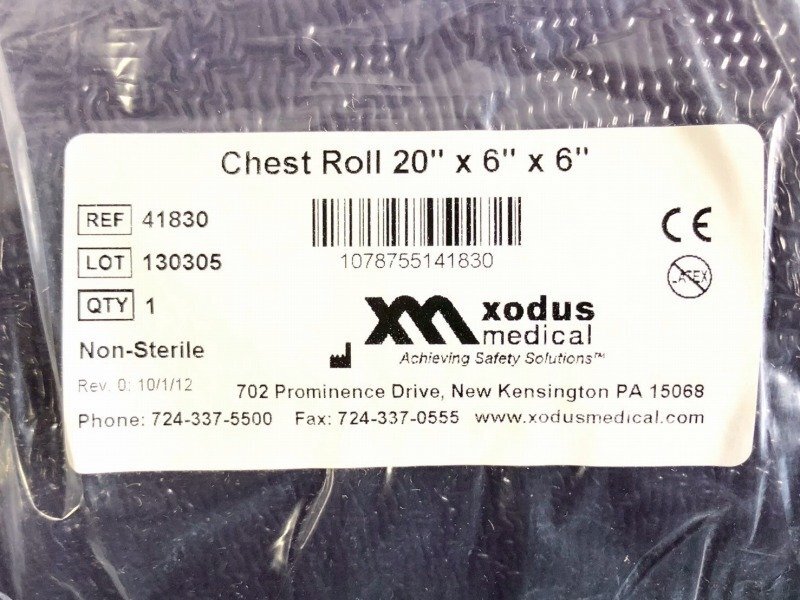 Chest Roll 20" x 6" x 6"
REF 41830
LOT 130305
1078755141830
CE
LATEX
QTY 1
xodus
medical
Achieving Safety Solutions™
Non-Sterile
Rev. 0: 10/1/12
702 Prominence Drive, New Kensington PA 15068
Phone: 724-337-5500 Fax: 724-337-0555 www.xodusmedical.com